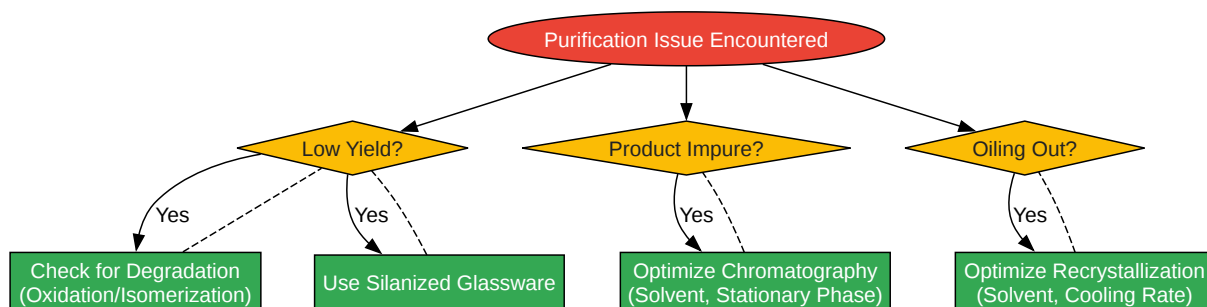 Purification Issue Encountered
Low Yield?
Product Impure?
Oiling Out?
Yes
Yes
Yes
Yes
Check for Degradation
(Oxidation/Isomerization)
Use Silanized Glassware
Optimize Chromatography
(Solvent, Stationary Phase)
Optimize Recrystallization
(Solvent, Cooling Rate)